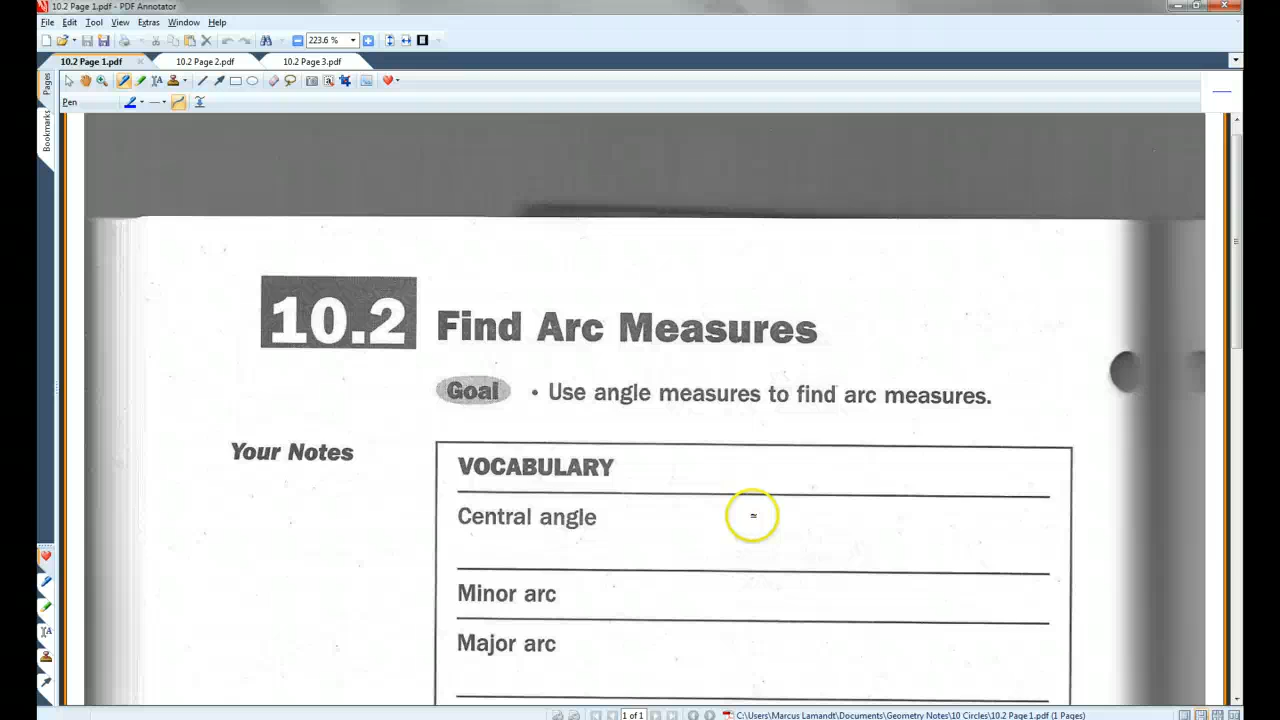 10.2 Page 1.pdf - PDF Annotator
File Edit Tool View Extras Window Help
223.6 %
10.2 Page 1.pdf 10.2 Page 2.pdf 10.2 Page 3.pdf
Pages
Bookmarks
Pen
10.2 Find Arc Measures
Goal • Use angle measures to find arc measures.
Your Notes
VOCABULARY
Central angle
Minor arc
Major arc
1 of 1
C:\Users\Marcus Lamandt\Documents\Geometry Notes\10 Circles\10.2 Page 1.pdf (1 Pages)